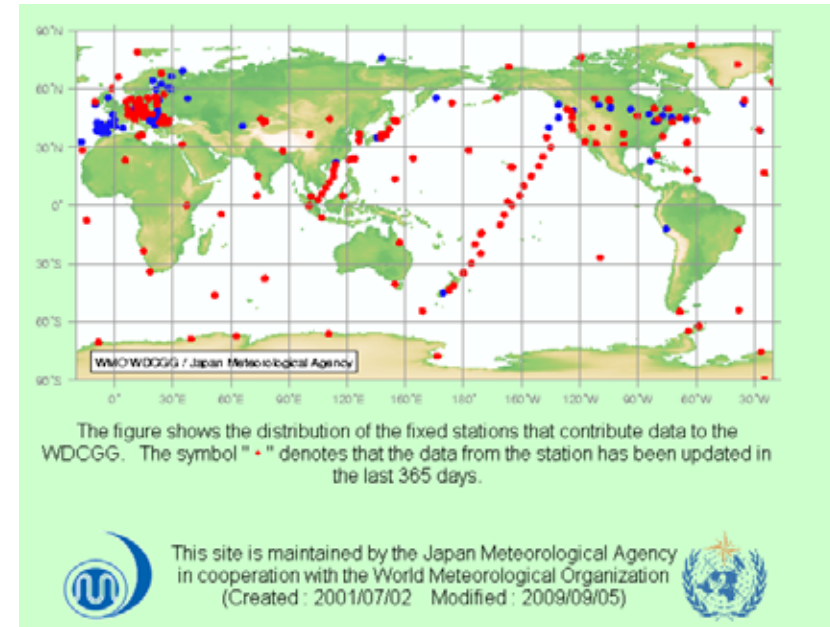 90°N
60°N
30°N
0°
30°S
60°S
90°S
WMO WDCGG / Japan Meteorological Agency
0° 30°E 60°E 90°E 120°E 150°E 180° 150°W 120°W 90°W 60°W 30°W
The figure shows the distribution of the fixed stations that contribute data to the
WDCGG. The symbol " • " denotes that the data from the station has been updated in
the last 365 days.
This site is maintained by the Japan Meteorological Agency
in cooperation with the World Meteorological Organization
(Created : 2001/07/02 Modified : 2009/09/05)